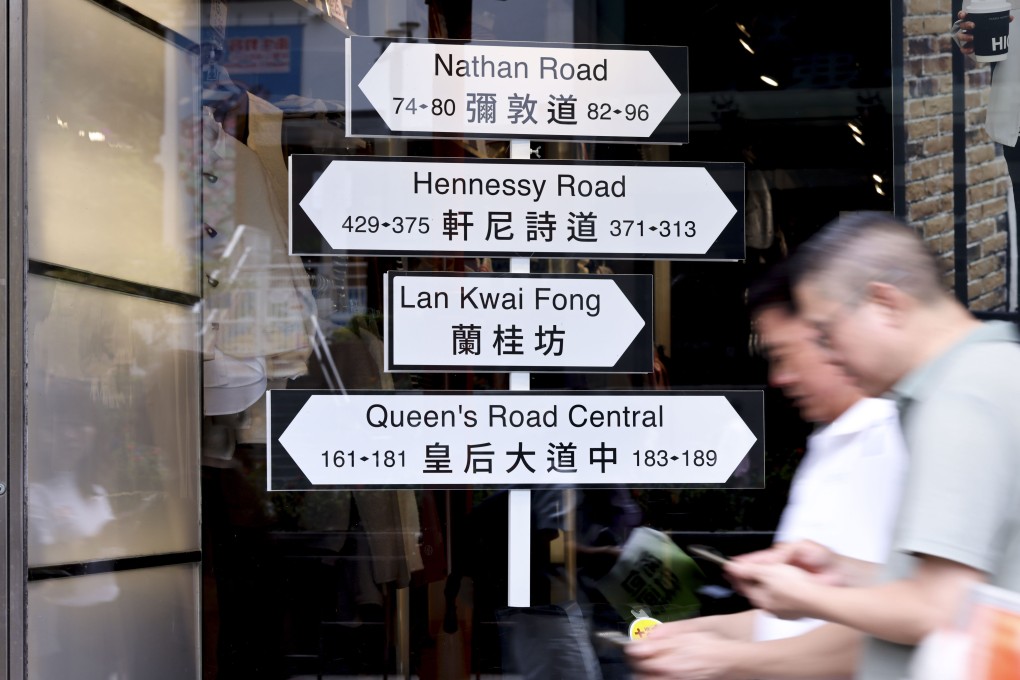 Nathan Road
74-80 彌敦道 82-96
Hennessy Road
429-375 軒尼詩道 371-313
Lan Kwai Fong
蘭桂坊
Queen's Road Central
161-181 皇后大道中 183-189